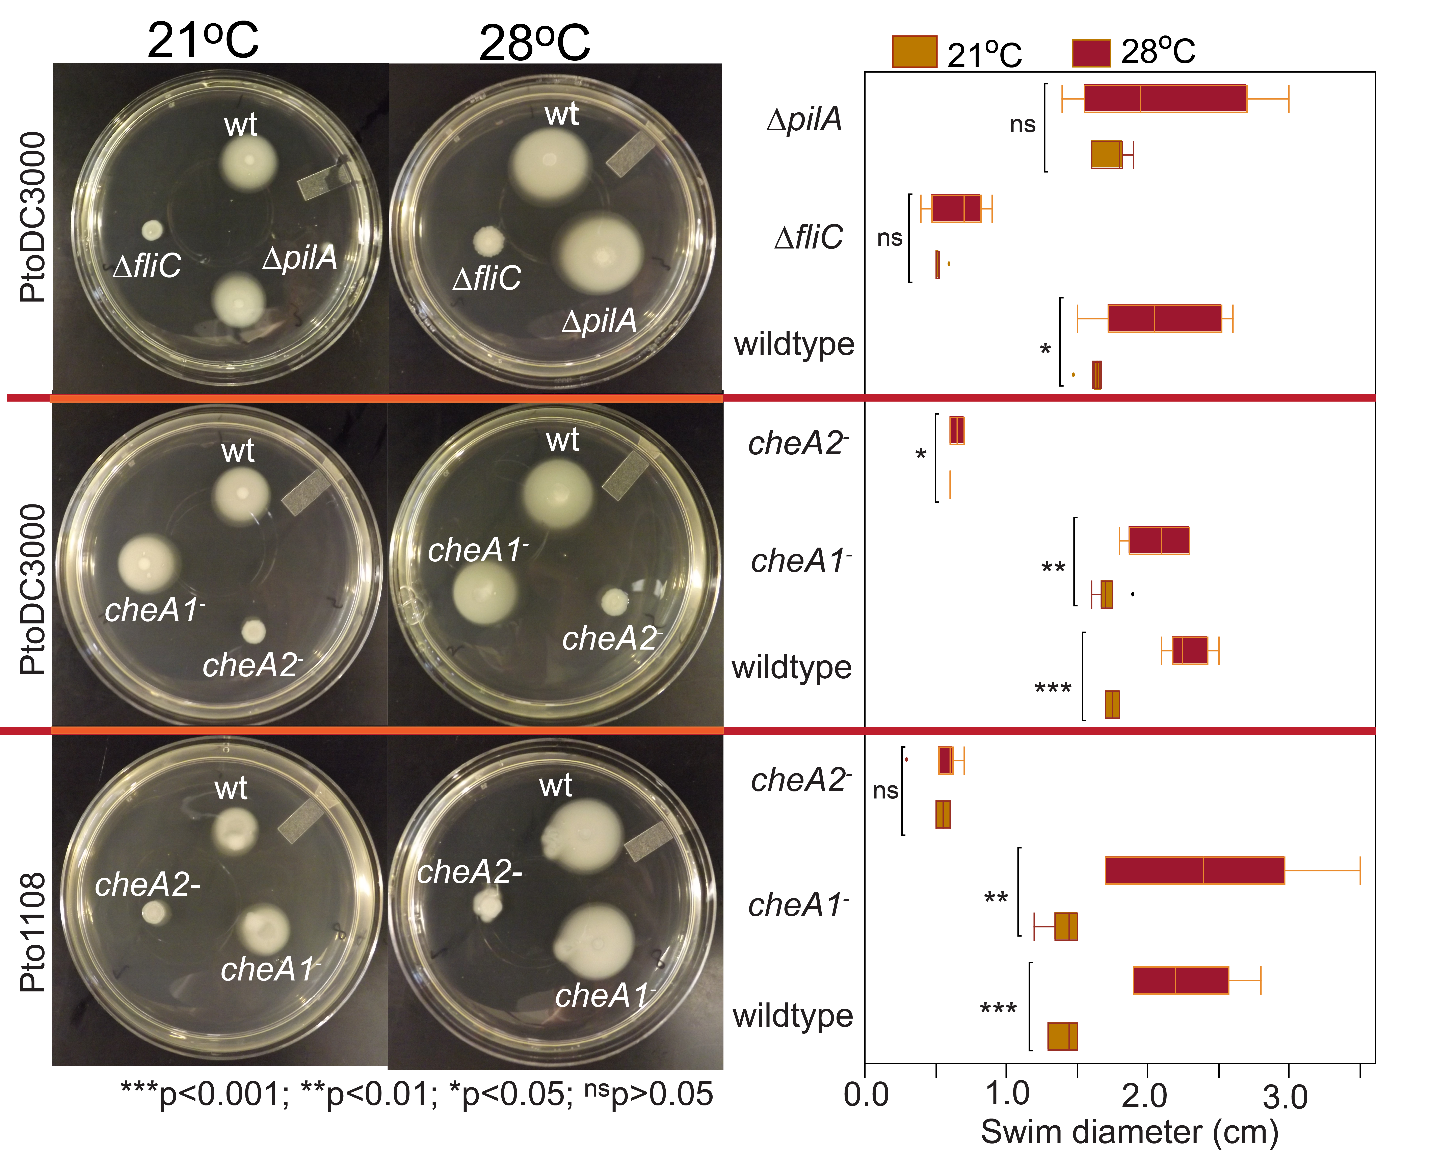 21°C
28°C
PtoDC3000
wt
ΔfliC
ΔpilA
wt
ΔfliC
ΔpilA
PtoDC3000
wt
cheA1-
cheA2-
wt
cheA1-
cheA2-
Pto1108
wt
cheA2-
cheA1-
wt
cheA2-
cheA1-
***p<0.001; **p<0.01; *p<0.05; nsp>0.05
21°C 28°C
ΔpilA
ns
ΔfliC
ns
wildtype
*
cheA2-
*
cheA1-
**
wildtype
***
cheA2-
ns
cheA1-
**
wildtype
***
0.0 1.0 2.0 3.0
Swim diameter (cm)